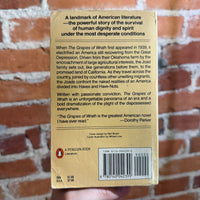 A landmark of American literature
—the powerful story of the survival
of human dignity and spirit
under the most desperate conditions
When The Grapes of Wrath first appeared in 1939, it
electrified an America still recovering from the Great
Depression. Driven from their Oklahoma farm by the
encroachment of large agricultural interests, the Joad
family sets out, like generations before them, to the
promised land of California. As they travel across the
country, joined by countless other unwilling migrants,
the Joads confront the naked realities of an America
divided into Haves and Have-Nots.
Written with passionate conviction, The Grapes of
Wrath is an unforgettable panorama of an era and a
bold dramatization of the plight of the dispossessed
everywhere.
"The Grapes of Wrath is the greatest American novel
I have ever read." —Dorothy Parker